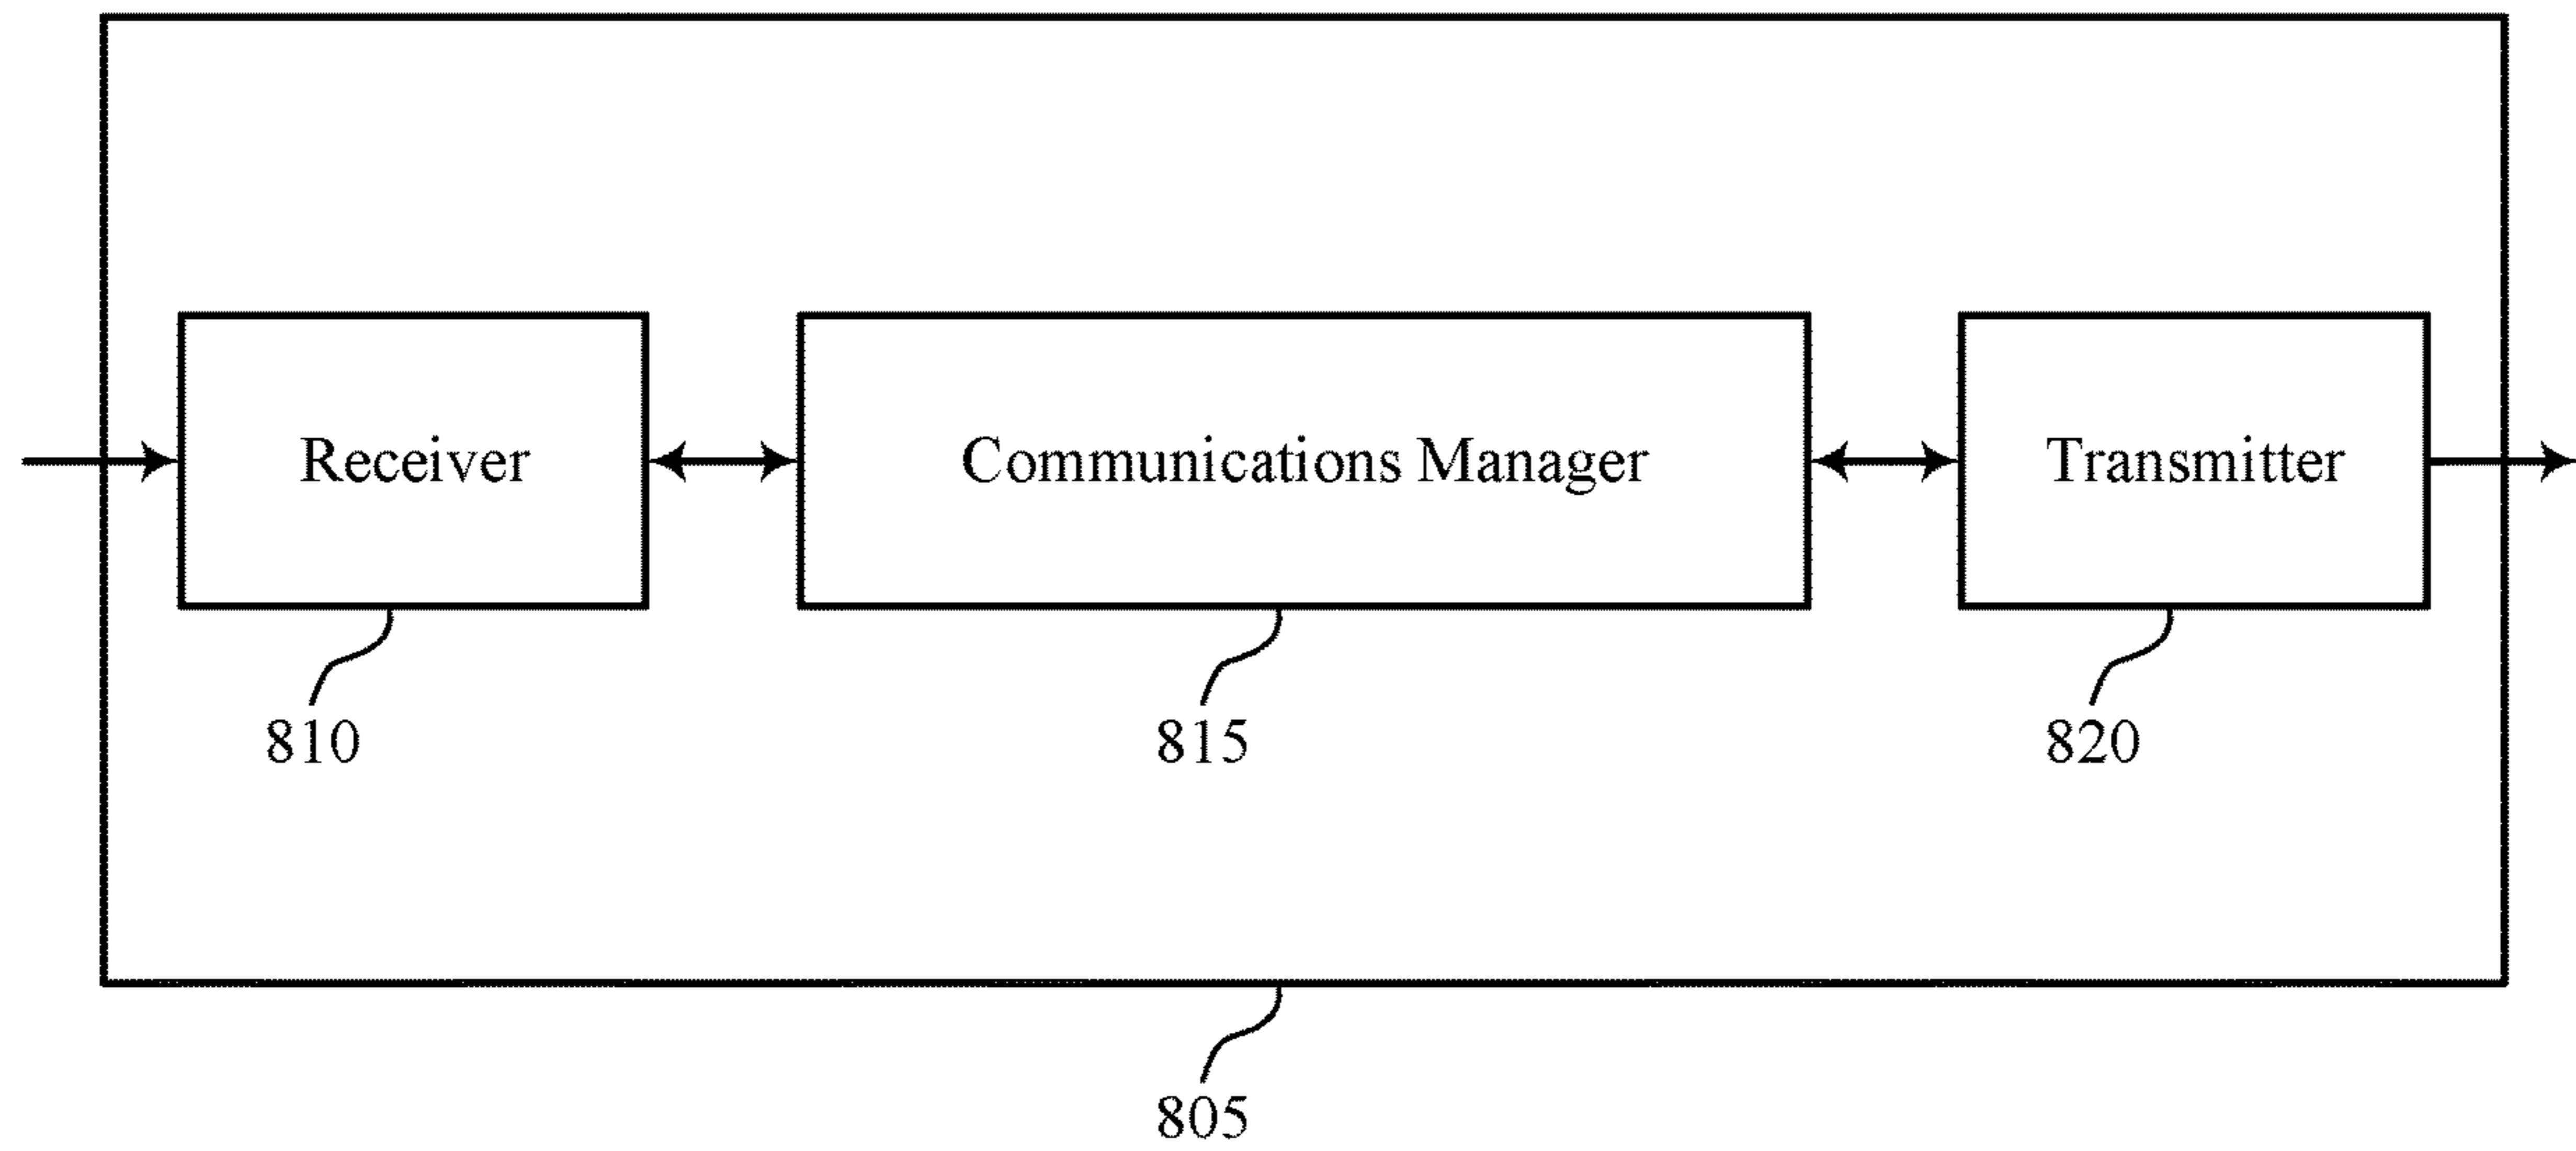 Receiver
Communications Manager
Transmitter
810
815
820
805